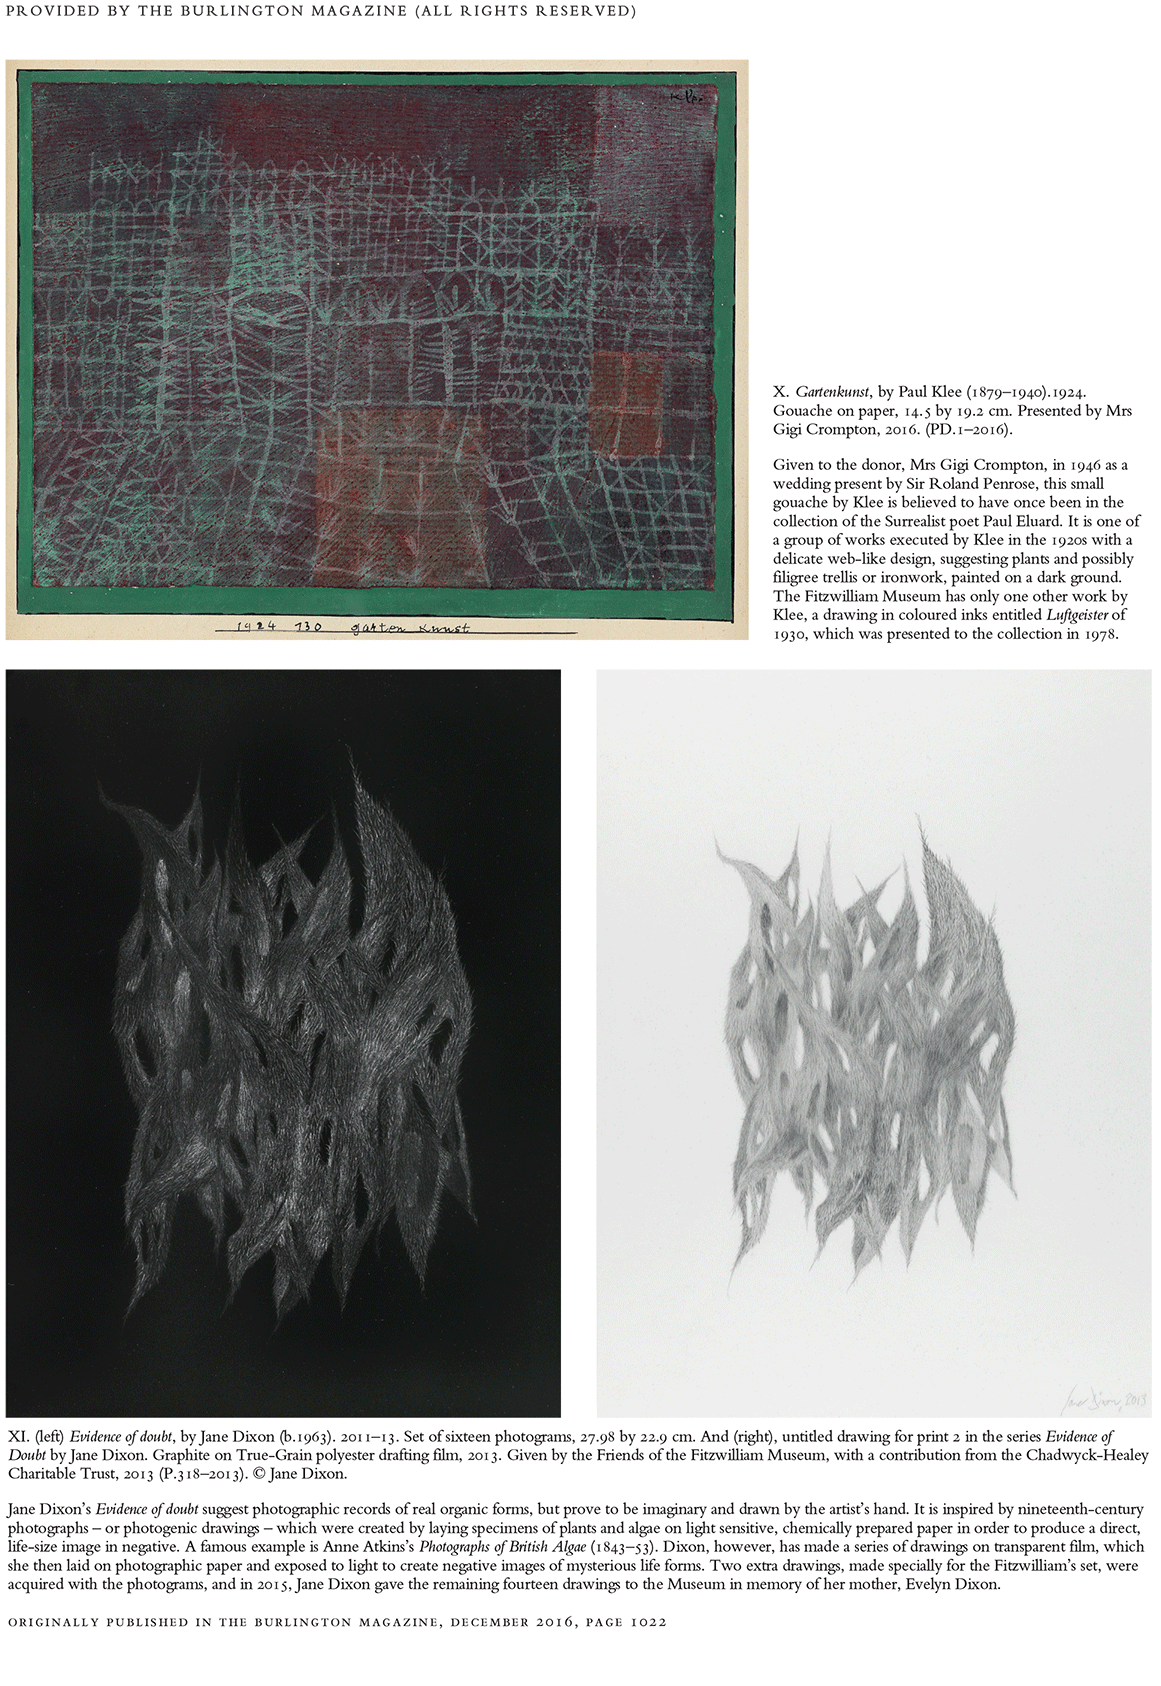 PROVIDED BY THE BURLINGTON MAGAZINE (ALL RIGHTS RESERVED)
Klee
1924 130 garten Kunst
X. Gartenkunst, by Paul Klee (1879–1940).1924.
Gouache on paper, 14.5 by 19.2 cm. Presented by Mrs
Gigi Crompton, 2016. (PD.1–2016).
Given to the donor, Mrs Gigi Crompton, in 1946 as a
wedding present by Sir Roland Penrose, this small
gouache by Klee is believed to have once been in the
collection of the Surrealist poet Paul Eluard. It is one of
a group of works executed by Klee in the 1920s with a
delicate web-like design, suggesting plants and possibly
filigree trellis or ironwork, painted on a dark ground.
The Fitzwilliam Museum has only one other work by
Klee, a drawing in coloured inks entitled Luftgeister of
1930, which was presented to the collection in 1978.
Jane Dixon, 2013
XI. (left) Evidence of doubt, by Jane Dixon (b.1963). 2011–13. Set of sixteen photograms, 27.98 by 22.9 cm. And (right), untitled drawing for print 2 in the series Evidence of
Doubt by Jane Dixon. Graphite on True-Grain polyester drafting film, 2013. Given by the Friends of the Fitzwilliam Museum, with a contribution from the Chadwyck-Healey
Charitable Trust, 2013 (P.318–2013). © Jane Dixon.
Jane Dixon's Evidence of doubt suggest photographic records of real organic forms, but prove to be imaginary and drawn by the artist's hand. It is inspired by nineteenth-century
photographs – or photogenic drawings – which were created by laying specimens of plants and algae on light sensitive, chemically prepared paper in order to produce a direct,
life-size image in negative. A famous example is Anne Atkins's Photographs of British Algae (1843–53). Dixon, however, has made a series of drawings on transparent film, which
she then laid on photographic paper and exposed to light to create negative images of mysterious life forms. Two extra drawings, made specially for the Fitzwilliam's set, were
acquired with the photograms, and in 2015, Jane Dixon gave the remaining fourteen drawings to the Museum in memory of her mother, Evelyn Dixon.
ORIGINALLY PUBLISHED IN THE BURLINGTON MAGAZINE, DECEMBER 2016, PAGE 1022